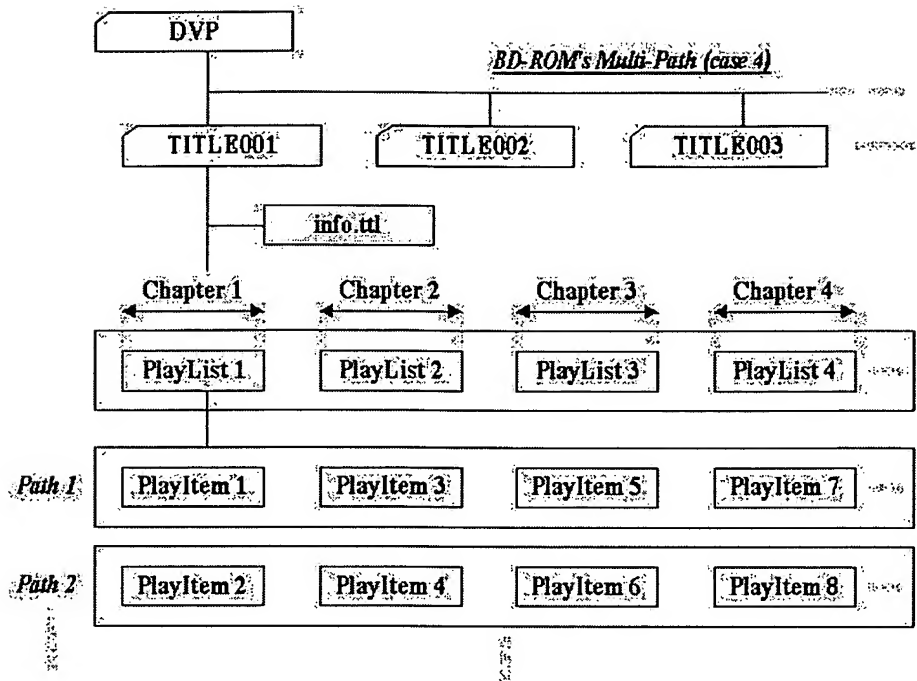 DVP
BD-ROM's Multi-Path (case 4)
TITLE001 TITLE002 TITLE003
info.ttl
Chapter 1 Chapter 2 Chapter 3 Chapter 4
PlayList 1 PlayList 2 PlayList 3 PlayList 4
Path 1 PlayItem 1 PlayItem 3 PlayItem 5 PlayItem 7
Path 2 PlayItem 2 PlayItem 4 PlayItem 6 PlayItem 8